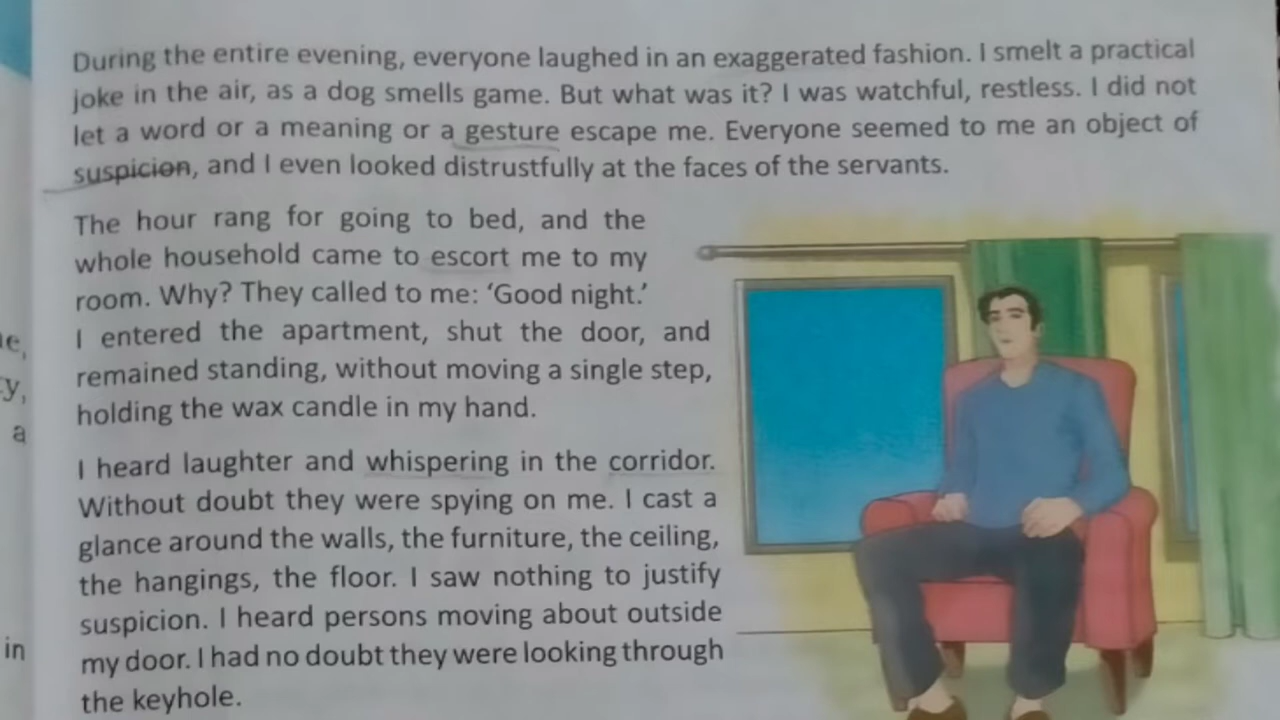 During the entire evening, everyone laughed in an exaggerated fashion. I smelt a practical
joke in the air, as a dog smells game. But what was it? I was watchful, restless. I did not
let a word or a meaning or a gesture escape me. Everyone seemed to me an object of
suspicion, and I even looked distrustfully at the faces of the servants.
The hour rang for going to bed, and the
whole household came to escort me to my
room. Why? They called to me: ‘Good night.’
I entered the apartment, shut the door, and
remained standing, without moving a single step,
holding the wax candle in my hand.
I heard laughter and whispering in the corridor.
Without doubt they were spying on me. I cast a
glance around the walls, the furniture, the ceiling,
the hangings, the floor. I saw nothing to justify
suspicion. I heard persons moving about outside
my door. I had no doubt they were looking through
the keyhole.
a
in